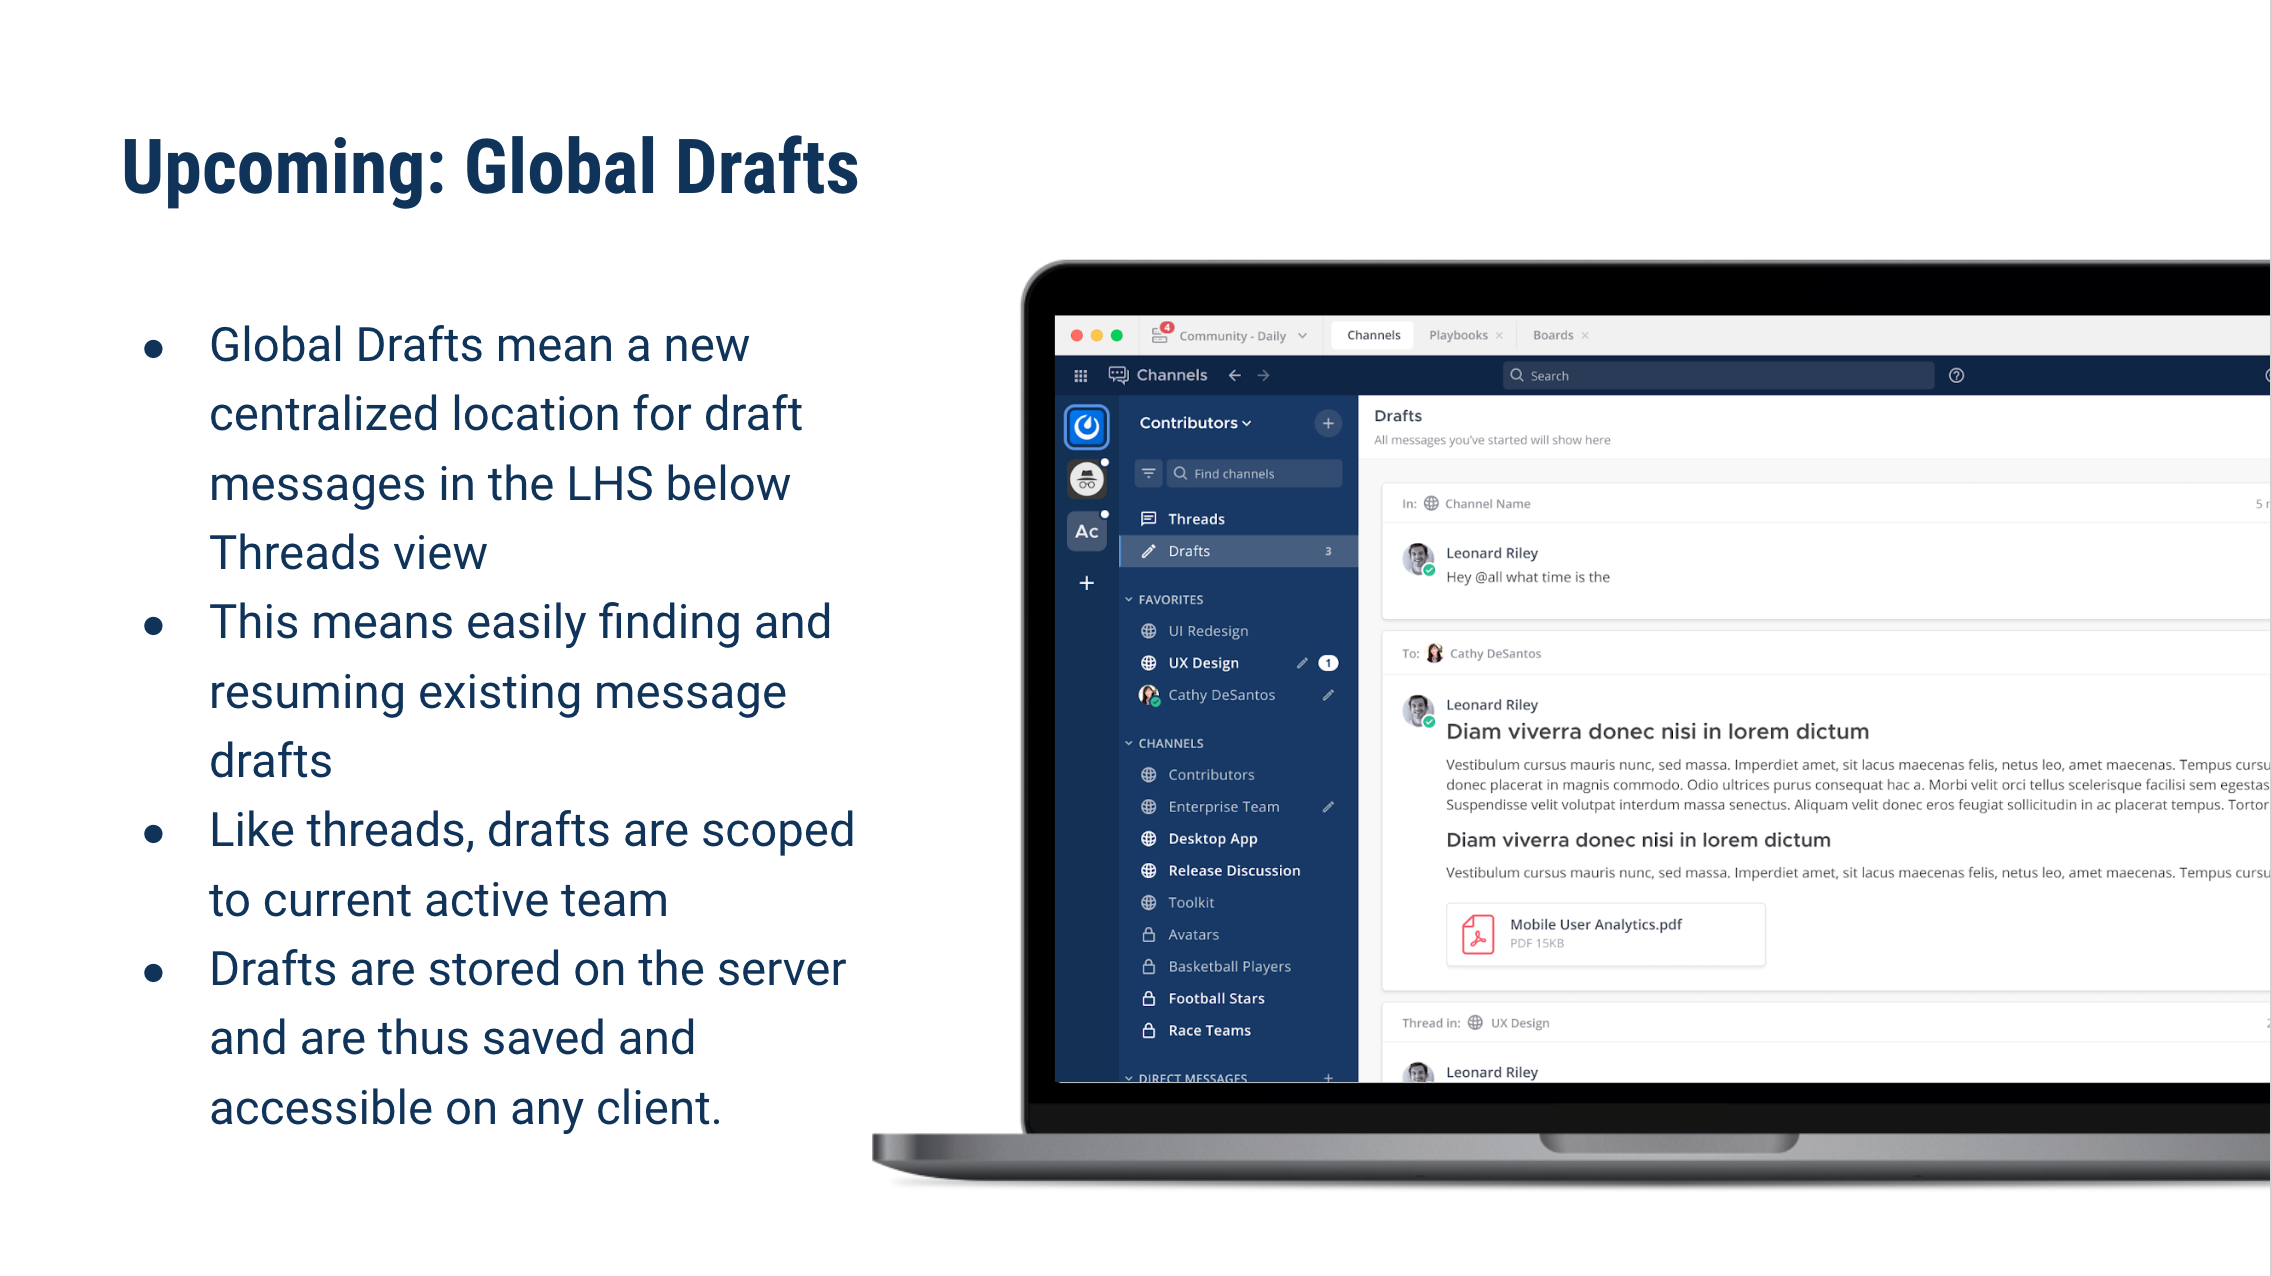 Upcoming: Global Drafts
● Global Drafts mean a new
centralized location for draft
messages in the LHS below
Threads view
● This means easily finding and
resuming existing message
drafts
● Like threads, drafts are scoped
to current active team
● Drafts are stored on the server
and are thus saved and
accessible on any client.
4 Community - Daily
Channels
Playbooks ×
Boards ×
Channels
Search
Ac
Contributors
Find channels
Threads
Drafts 3
FAVORITES
UI Redesign
UX Design 1
Cathy DeSantos
CHANNELS
Contributors
Enterprise Team
Desktop App
Release Discussion
Toolkit
Avatars
Basketball Players
Football Stars
Race Teams
DIRECT MESSAGES
Drafts
All messages you've started will show here
In: Channel Name 5
Leonard Riley
Hey @all what time is the
To: Cathy DeSantos
Leonard Riley
Diam viverra donec nisi in lorem dictum
Vestibulum cursus mauris nunc, sed massa. Imperdiet amet, sit lacus maecenas felis, netus leo, amet maecenas. Tempus cursu
donec placerat in magnis commodo. Odio ultrices purus consequat hac a. Morbi velit orci tellus scelerisque facilisi sem egestas
Suspendisse velit volutpat interdum massa senectus. Aliquam velit donec eros feugiat sollicitudin in ac placerat tempus. Tortor
Diam viverra donec nisi in lorem dictum
Vestibulum cursus mauris nunc, sed massa. Imperdiet amet, sit lacus maecenas felis, netus leo, amet maecenas. Tempus cursu
Mobile User Analytics.pdf
PDF 15KB
Thread in: UX Design
Leonard Riley